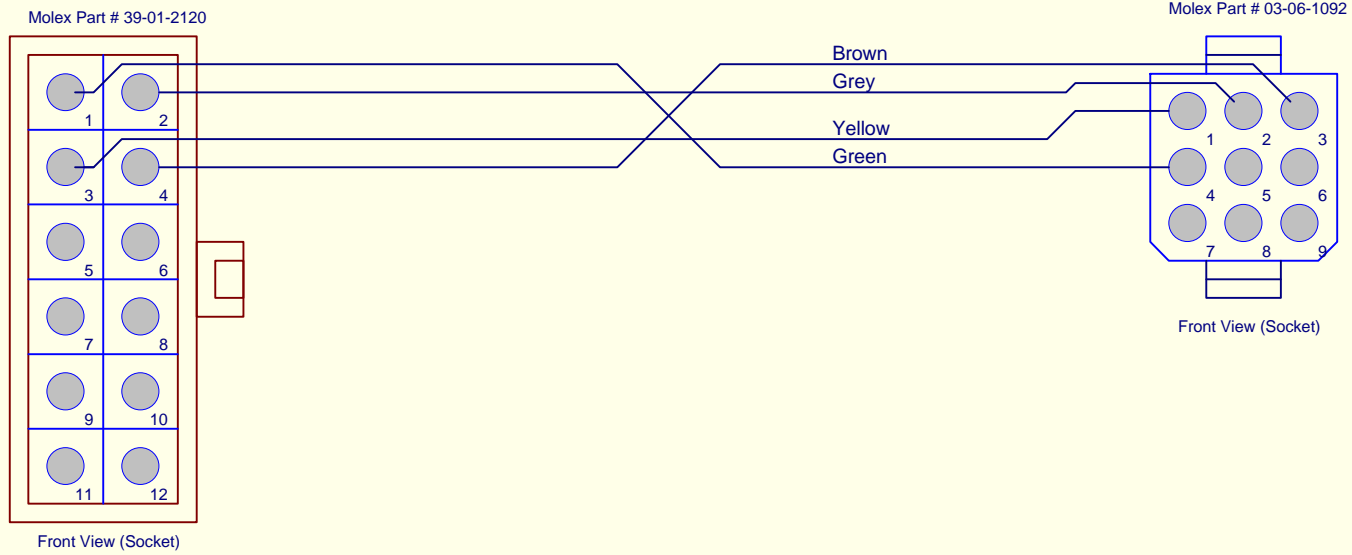 Molex Part # 39-01-2120
Molex Part # 03-06-1092
Brown
Grey
Yellow
Green
1
2
3
4
5
6
7
8
9
10
11
12
1
2
3
4
5
6
7
8
9
Front View (Socket)
Front View (Socket)